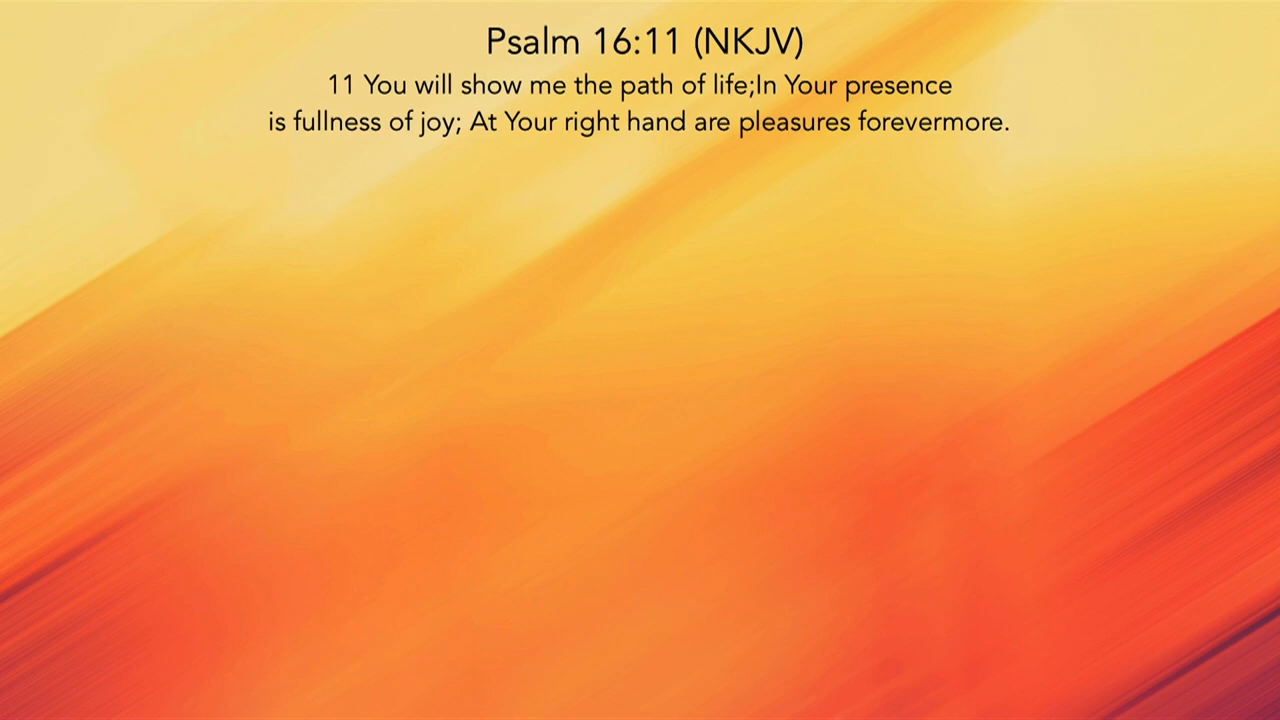 Psalm 16:11 (NKJV)
11 You will show me the path of life;In Your presence
is fullness of joy; At Your right hand are pleasures forevermore.